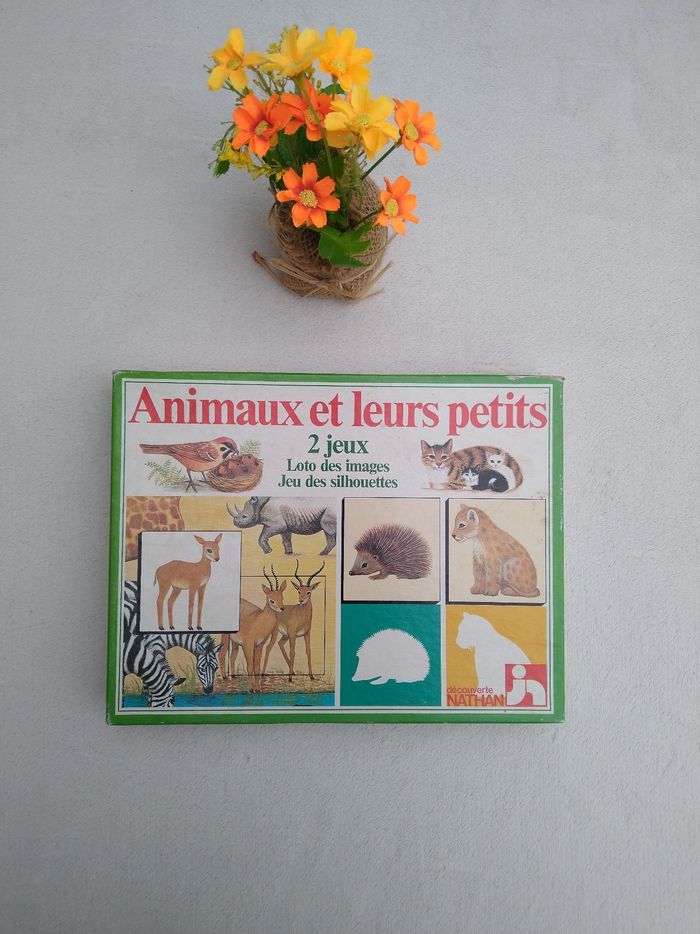 Animaux et leurs petits
2 jeux
Loto des images
Jeu des silhouettes
découverte
NATHAN